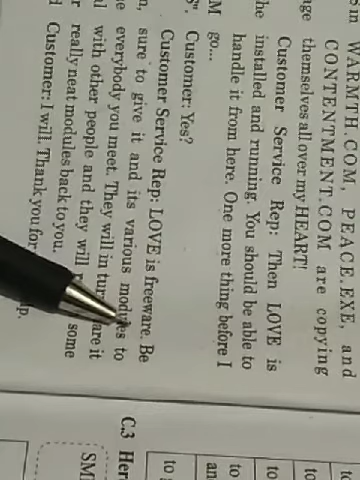 in WARMTH.COM, PEACE.EXE, and
CONTENTMENT.COM are copying
themselves all over my HEART!
Customer Service Rep: Then LOVE is
installed and running. You should be able to
handle it from here. One more thing before I
go...
Customer: Yes?
Customer Service Rep: LOVE is freeware. Be
sure to give it and its various modules to
everybody you meet. They will in turn are it
with other people and they will some
really neat modules back to you.
Customer: I will. Thank you for
C.3 Her
SM
to
to
to
an
to